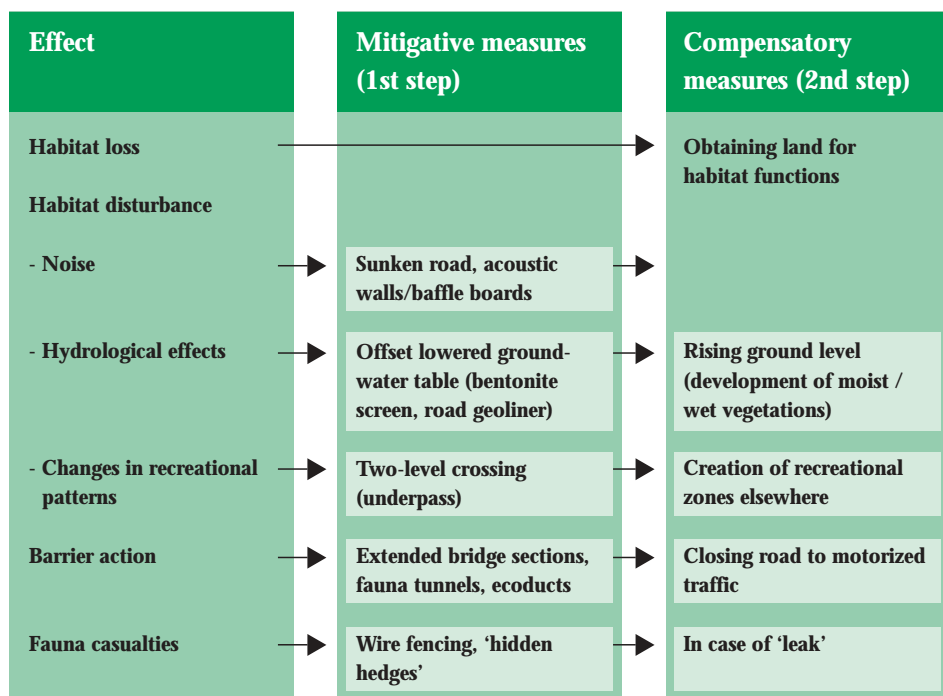 Effect
Mitigative measures
(1st step)
Compensatory
measures (2nd step)
Habitat loss
Obtaining land for
habitat functions
Habitat disturbance
- Noise
Sunken road, acoustic
walls/baffle boards
- Hydrological effects
Offset lowered ground-
water table (bentonite
screen, road geoliner)
Rising ground level
(development of moist /
wet vegetations)
- Changes in recreational
patterns
Two-level crossing
(underpass)
Creation of recreational
zones elsewhere
Barrier action
Extended bridge sections,
fauna tunnels, ecoducts
Closing road to motorized
traffic
Fauna casualties
Wire fencing, ‘hidden
hedges’
In case of ‘leak’